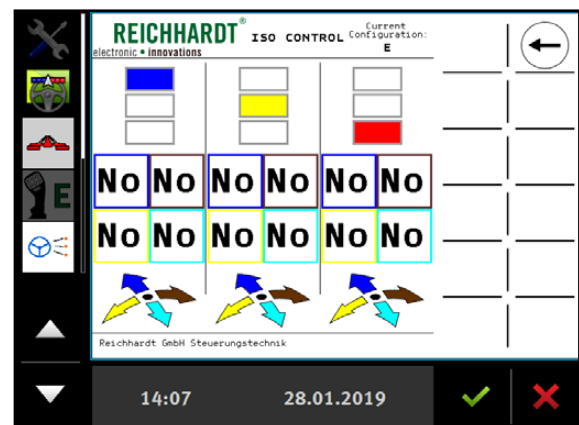 REICHHARDT®
electronic • innovations
ISO CONTROL
Current
Configuration:
E
E
No No No No No No
No No No No No No
Reichhardt GmbH Steuerungstechnik
14:07
28.01.2019